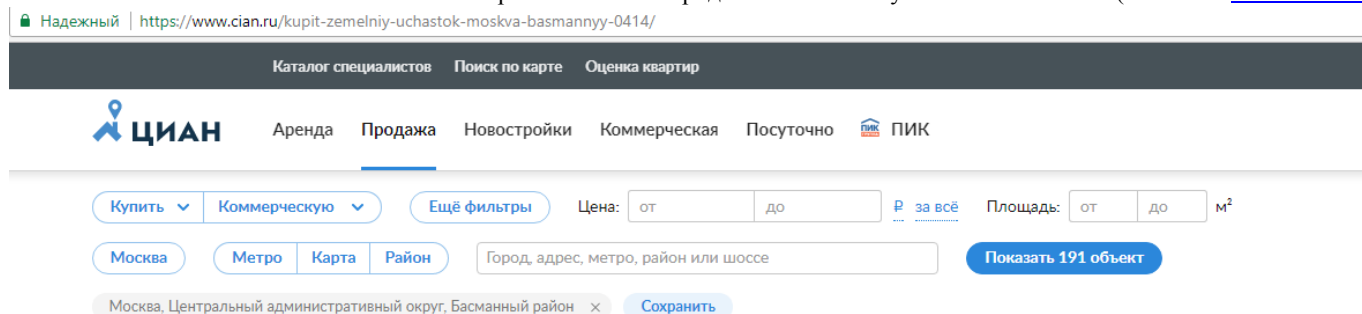 Надежный | https://www.cian.ru/kupit-zemelniy-uchastok-moskva-basmannyy-0414/
Каталог специалистов Поиск по карте Оценка квартир
ЦИАН Аренда Продажа Новостройки Коммерческая Посуточно ПИК ПИК
Купить Коммерческую Ещё фильтры Цена: от до ₽ за всё Площадь: от до м²
Москва Метро Карта Район Город, адрес, метро, район или шоссе Показать 191 объект
Москва, Центральный административный округ, Басманный район × Сохранить